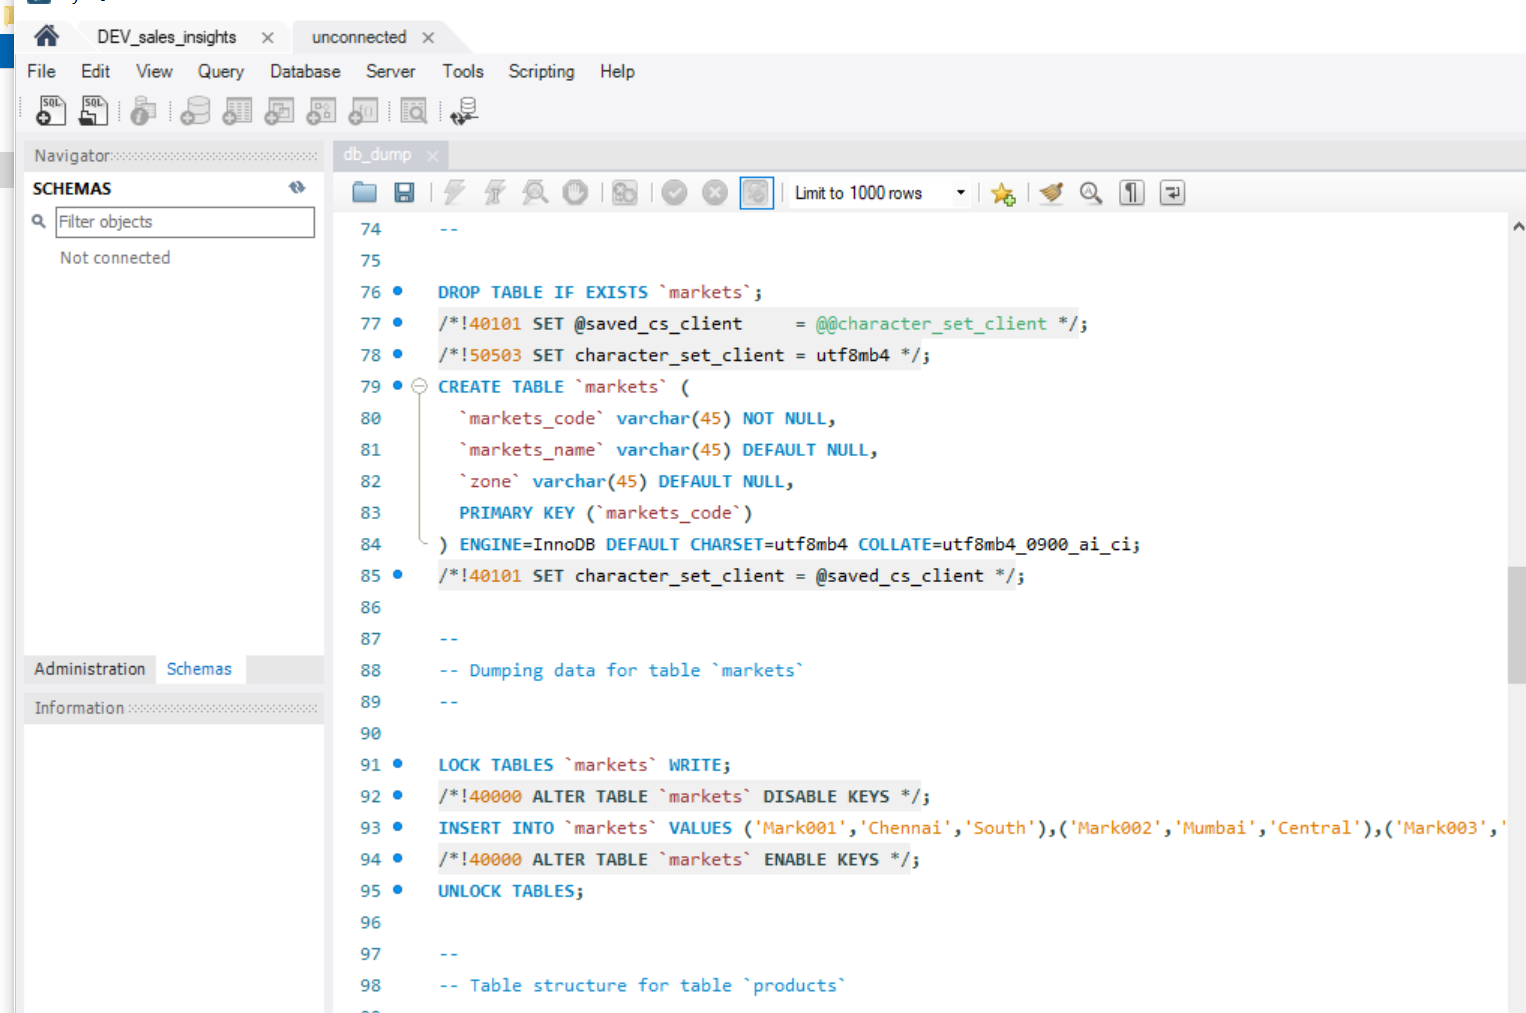 DEV_sales_insights
unconnected
File Edit View Query Database Server Tools Scripting Help
SQL SQL
Navigator
db_dump
SCHEMAS
Limit to 1000 rows
Filter objects
Not connected
74 --
75
76 DROP TABLE IF EXISTS `markets`;
77 /*!40101 SET @saved_cs_client     = @@character_set_client */;
78 /*!50503 SET character_set_client = utf8mb4 */;
79 CREATE TABLE `markets` (
80   `markets_code` varchar(45) NOT NULL,
81   `markets_name` varchar(45) DEFAULT NULL,
82   `zone` varchar(45) DEFAULT NULL,
83   PRIMARY KEY (`markets_code`)
84 ) ENGINE=InnoDB DEFAULT CHARSET=utf8mb4 COLLATE=utf8mb4_0900_ai_ci;
85 /*!40101 SET character_set_client = @saved_cs_client */;
86
87 --
88 -- Dumping data for table `markets`
89 --
90
91 LOCK TABLES `markets` WRITE;
92 /*!40000 ALTER TABLE `markets` DISABLE KEYS */;
93 INSERT INTO `markets` VALUES ('Mark001','Chennai','South'),('Mark002','Mumbai','Central'),('Mark003','
94 /*!40000 ALTER TABLE `markets` ENABLE KEYS */;
95 UNLOCK TABLES;
96
97 --
98 -- Table structure for table `products`
Administration Schemas
Information